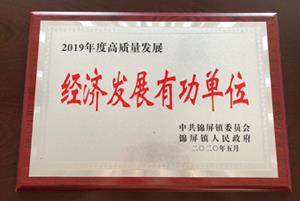 2019年度高质量发展
经济发展有功单位
中共锦屏镇委员会
锦屏镇人民政府
二〇二〇年五月